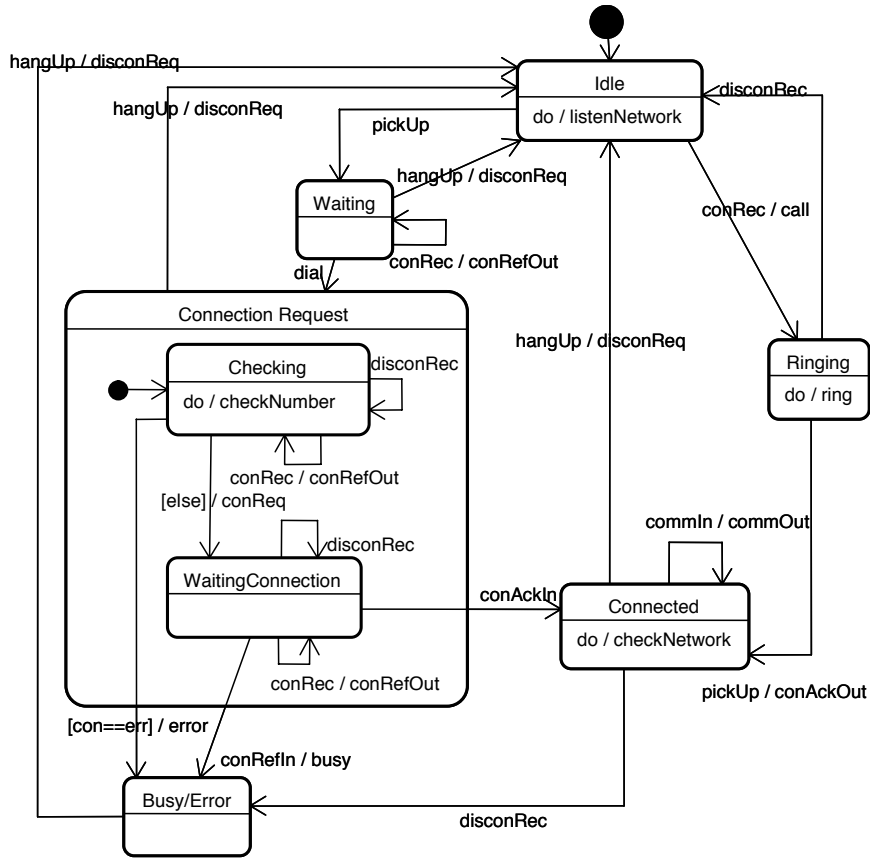 hangUp / disconReq
Idle
do / listenNetwork
disconRec
hangUp / disconReq
pickUp
hangUp / disconReq
Waiting
conRec / call
conRec / conRefOut
dial
Connection Request
hangUp / disconReq
Checking
disconRec
do / checkNumber
Ringing
do / ring
conRec / conRefOut
[else] / conReq
commIn / commOut
disconRec
WaitingConnection
conAckIn
Connected
do / checkNetwork
conRec / conRefOut
pickUp / conAckOut
[con==err] / error
conRefIn / busy
Busy/Error
disconRec